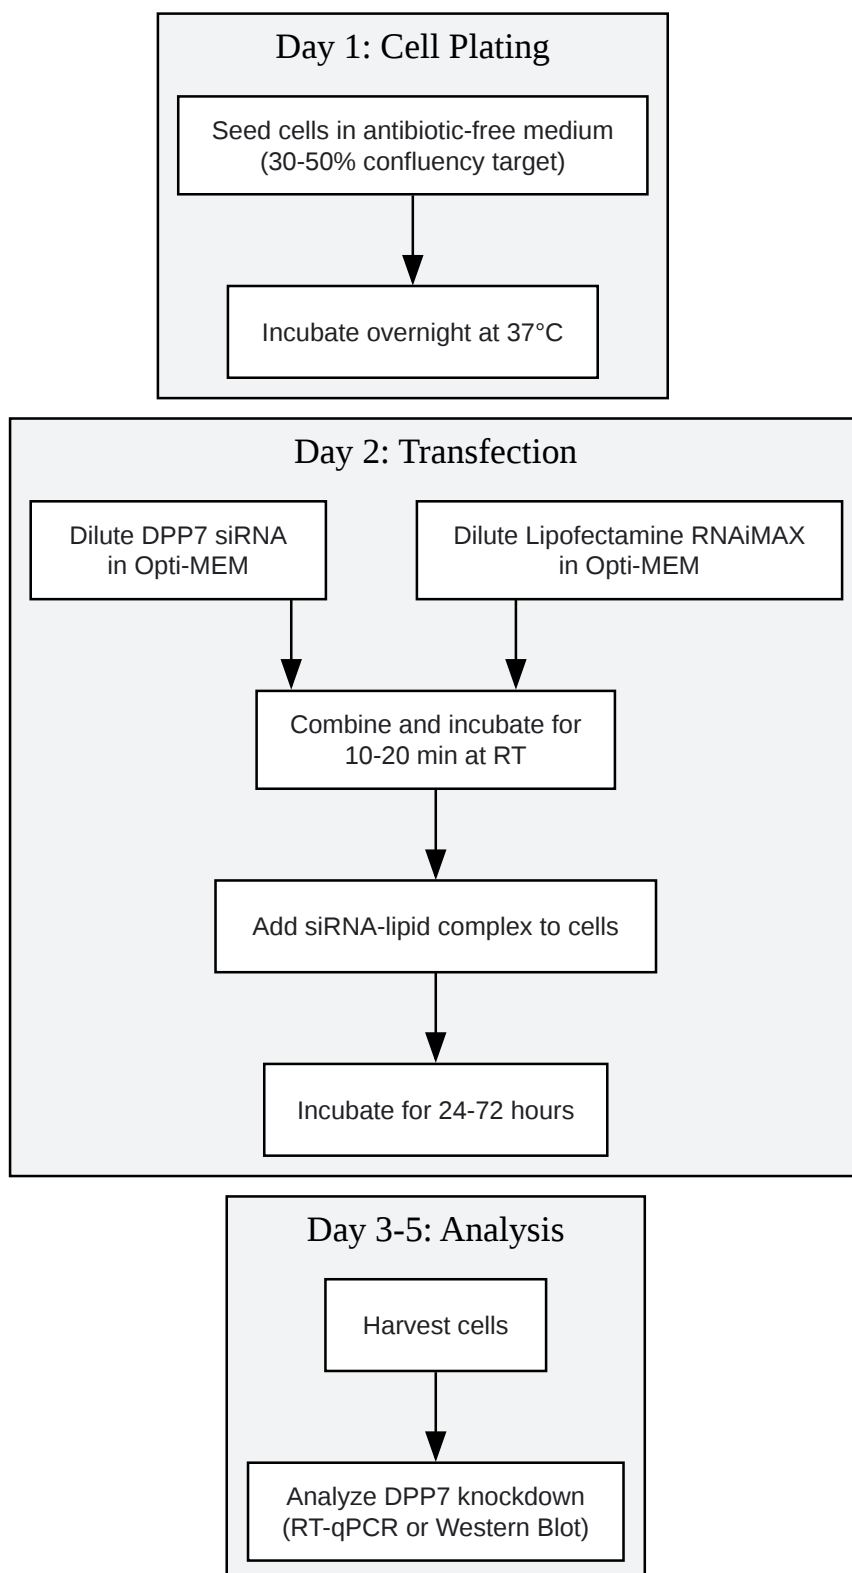 Day 1: Cell Plating
Seed cells in antibiotic-free medium
(30-50% confluency target)
Incubate overnight at 37°C
Day 2: Transfection
Dilute DPP7 siRNA
in Opti-MEM
Dilute Lipofectamine RNAiMAX
in Opti-MEM
Combine and incubate for
10-20 min at RT
Add siRNA-lipid complex to cells
Incubate for 24-72 hours
Day 3-5: Analysis
Harvest cells
Analyze DPP7 knockdown
(RT-qPCR or Western Blot)